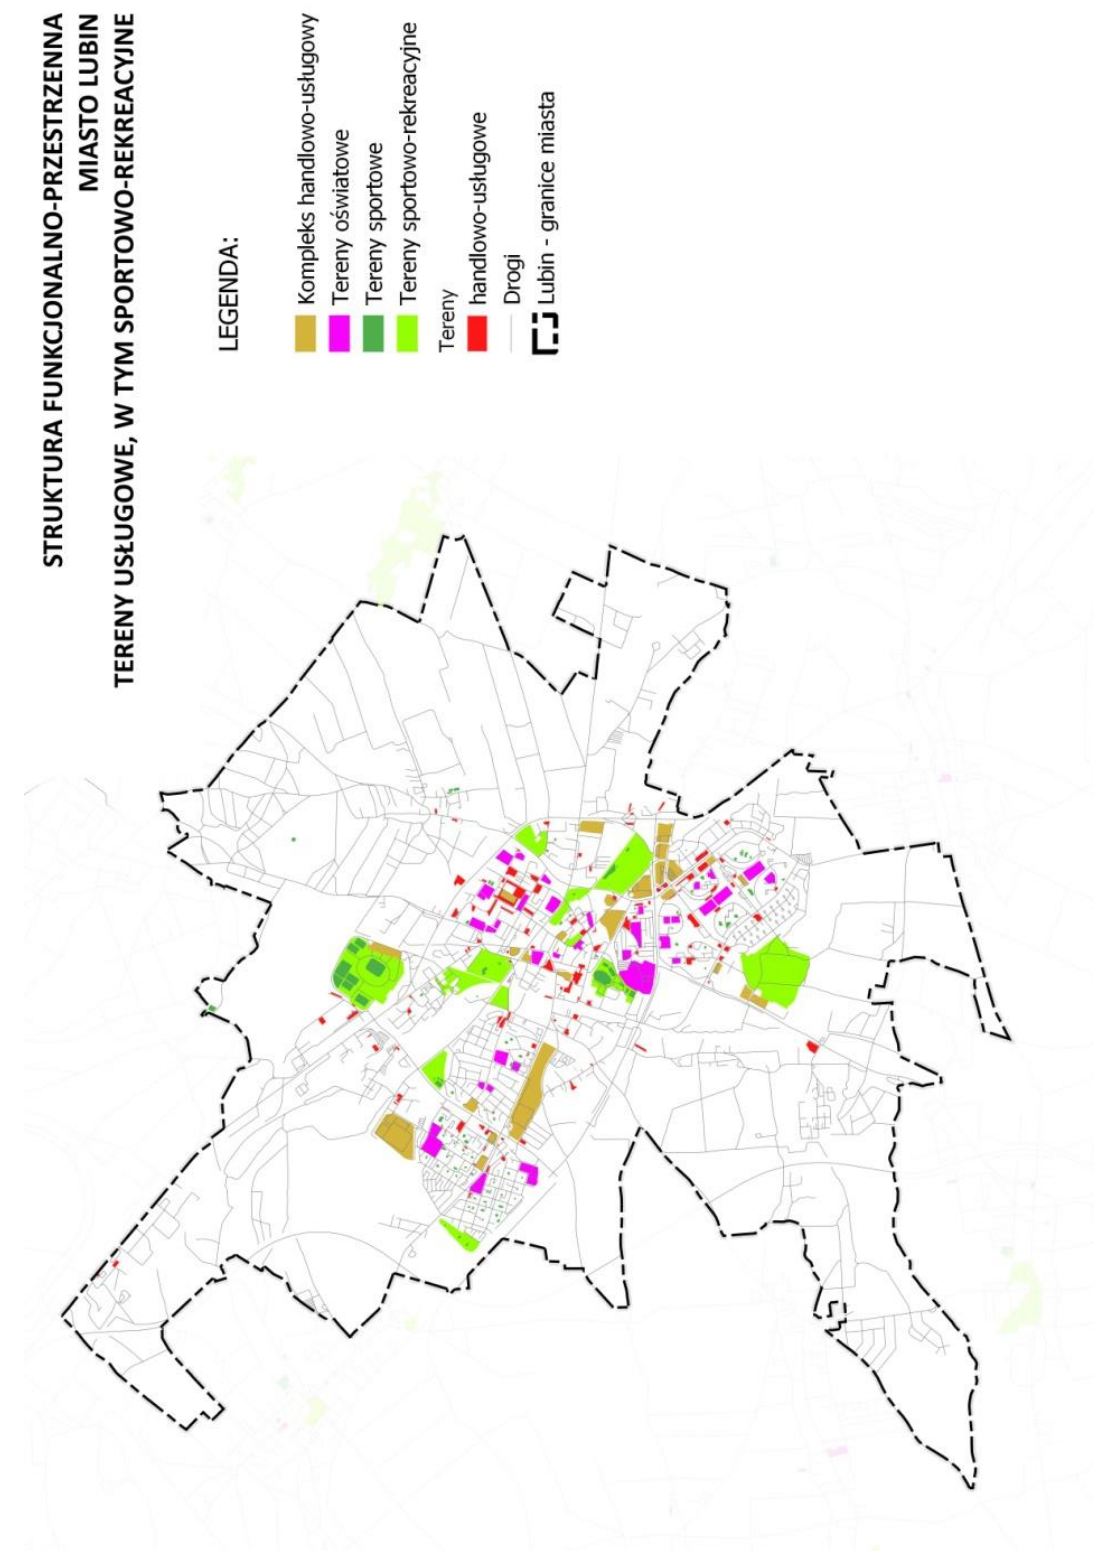 STRUKTURA FUNKCJONALNO-PRZESTRZENNA
MIASTO LUBIN
TERENY USŁUGOWE, W TYM SPORTOWO-REKREACYJNE
LEGENDA:
Kompleks handlowo-usługowy
Tereny oświatowe
Tereny sportowe
Tereny sportowo-rekreacyjne
Tereny
handlowo-usługowe
Drogi
Lubin - granice miasta